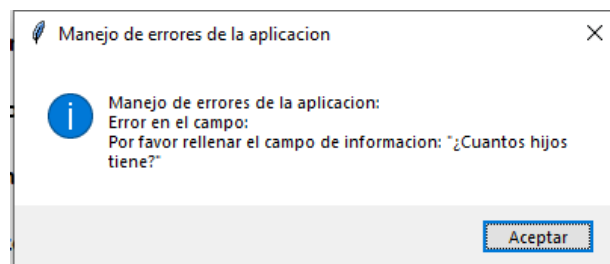 Manejo de errores de la aplicacion
Manejo de errores de la aplicacion:
Error en el campo:
Por favor rellenar el campo de informacion: "¿Cuantos hijos
tiene?"
Aceptar